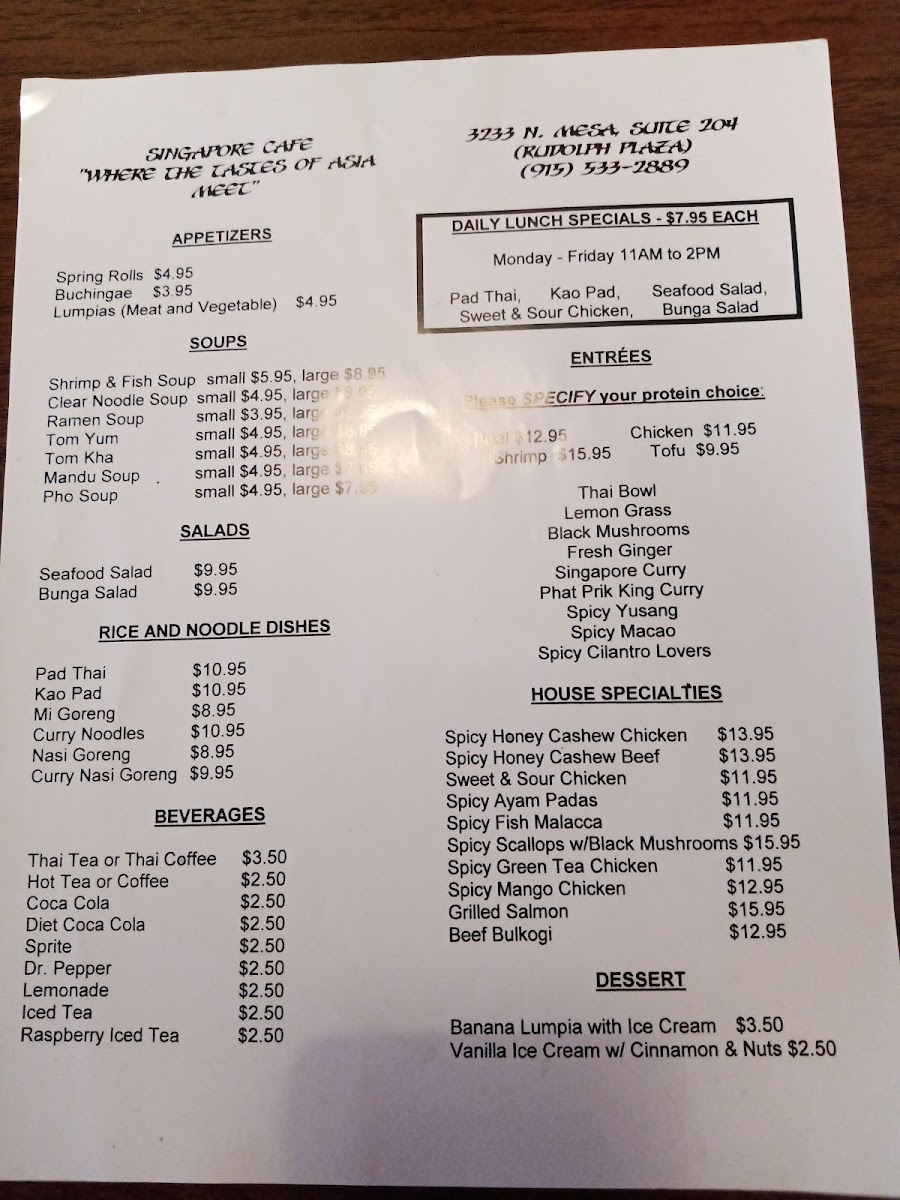 SINGAPORE CAFE
"WHERE THE TASTES OF ASIA
MEET"
APPETIZERS
Spring Rolls $4.95
Buchingae $3.95
Lumpias (Meat and Vegetable) $4.95
SOUPS
Shrimp & Fish Soup small $5.95, large $8.95
Clear Noodle Soup small $4.95, large
Ramen Soup small $3.95, large
Tom Yum small $4.95, large
Tom Kha small $4.95, large
Mandu Soup small $4.95, large
Pho Soup small $4.95, large $7.95
SALADS
Seafood Salad $9.95
Bunga Salad $9.95
RICE AND NOODLE DISHES
Pad Thai $10.95
Kao Pad $10.95
Mi Goreng $8.95
Curry Noodles $10.95
Nasi Goreng $8.95
Curry Nasi Goreng $9.95
BEVERAGES
Thai Tea or Thai Coffee $3.50
Hot Tea or Coffee $2.50
Coca Cola $2.50
Diet Coca Cola $2.50
Sprite $2.50
Dr. Pepper $2.50
Lemonade $2.50
Iced Tea $2.50
Raspberry Iced Tea $2.50
3233 N. MESA, SUITE 204
(RUDOLPH PLAZA)
(915) 533-2889
DAILY LUNCH SPECIALS - $7.95 EACH
Monday - Friday 11AM to 2PM
Pad Thai, Kao Pad, Seafood Salad,
Sweet & Sour Chicken, Bunga Salad
ENTRÉES
Please SPECIFY your protein choice:
Beef $12.95 Chicken $11.95
Shrimp $15.95 Tofu $9.95
Thai Bowl
Lemon Grass
Black Mushrooms
Fresh Ginger
Singapore Curry
Phat Prik King Curry
Spicy Yusang
Spicy Macao
Spicy Cilantro Lovers
HOUSE SPECIALTIES
Spicy Honey Cashew Chicken $13.95
Spicy Honey Cashew Beef $13.95
Sweet & Sour Chicken $11.95
Spicy Ayam Padas $11.95
Spicy Fish Malacca $11.95
Spicy Scallops w/Black Mushrooms $15.95
Spicy Green Tea Chicken $11.95
Spicy Mango Chicken $12.95
Grilled Salmon $15.95
Beef Bulkogi $12.95
DESSERT
Banana Lumpia with Ice Cream $3.50
Vanilla Ice Cream w/ Cinnamon & Nuts $2.50